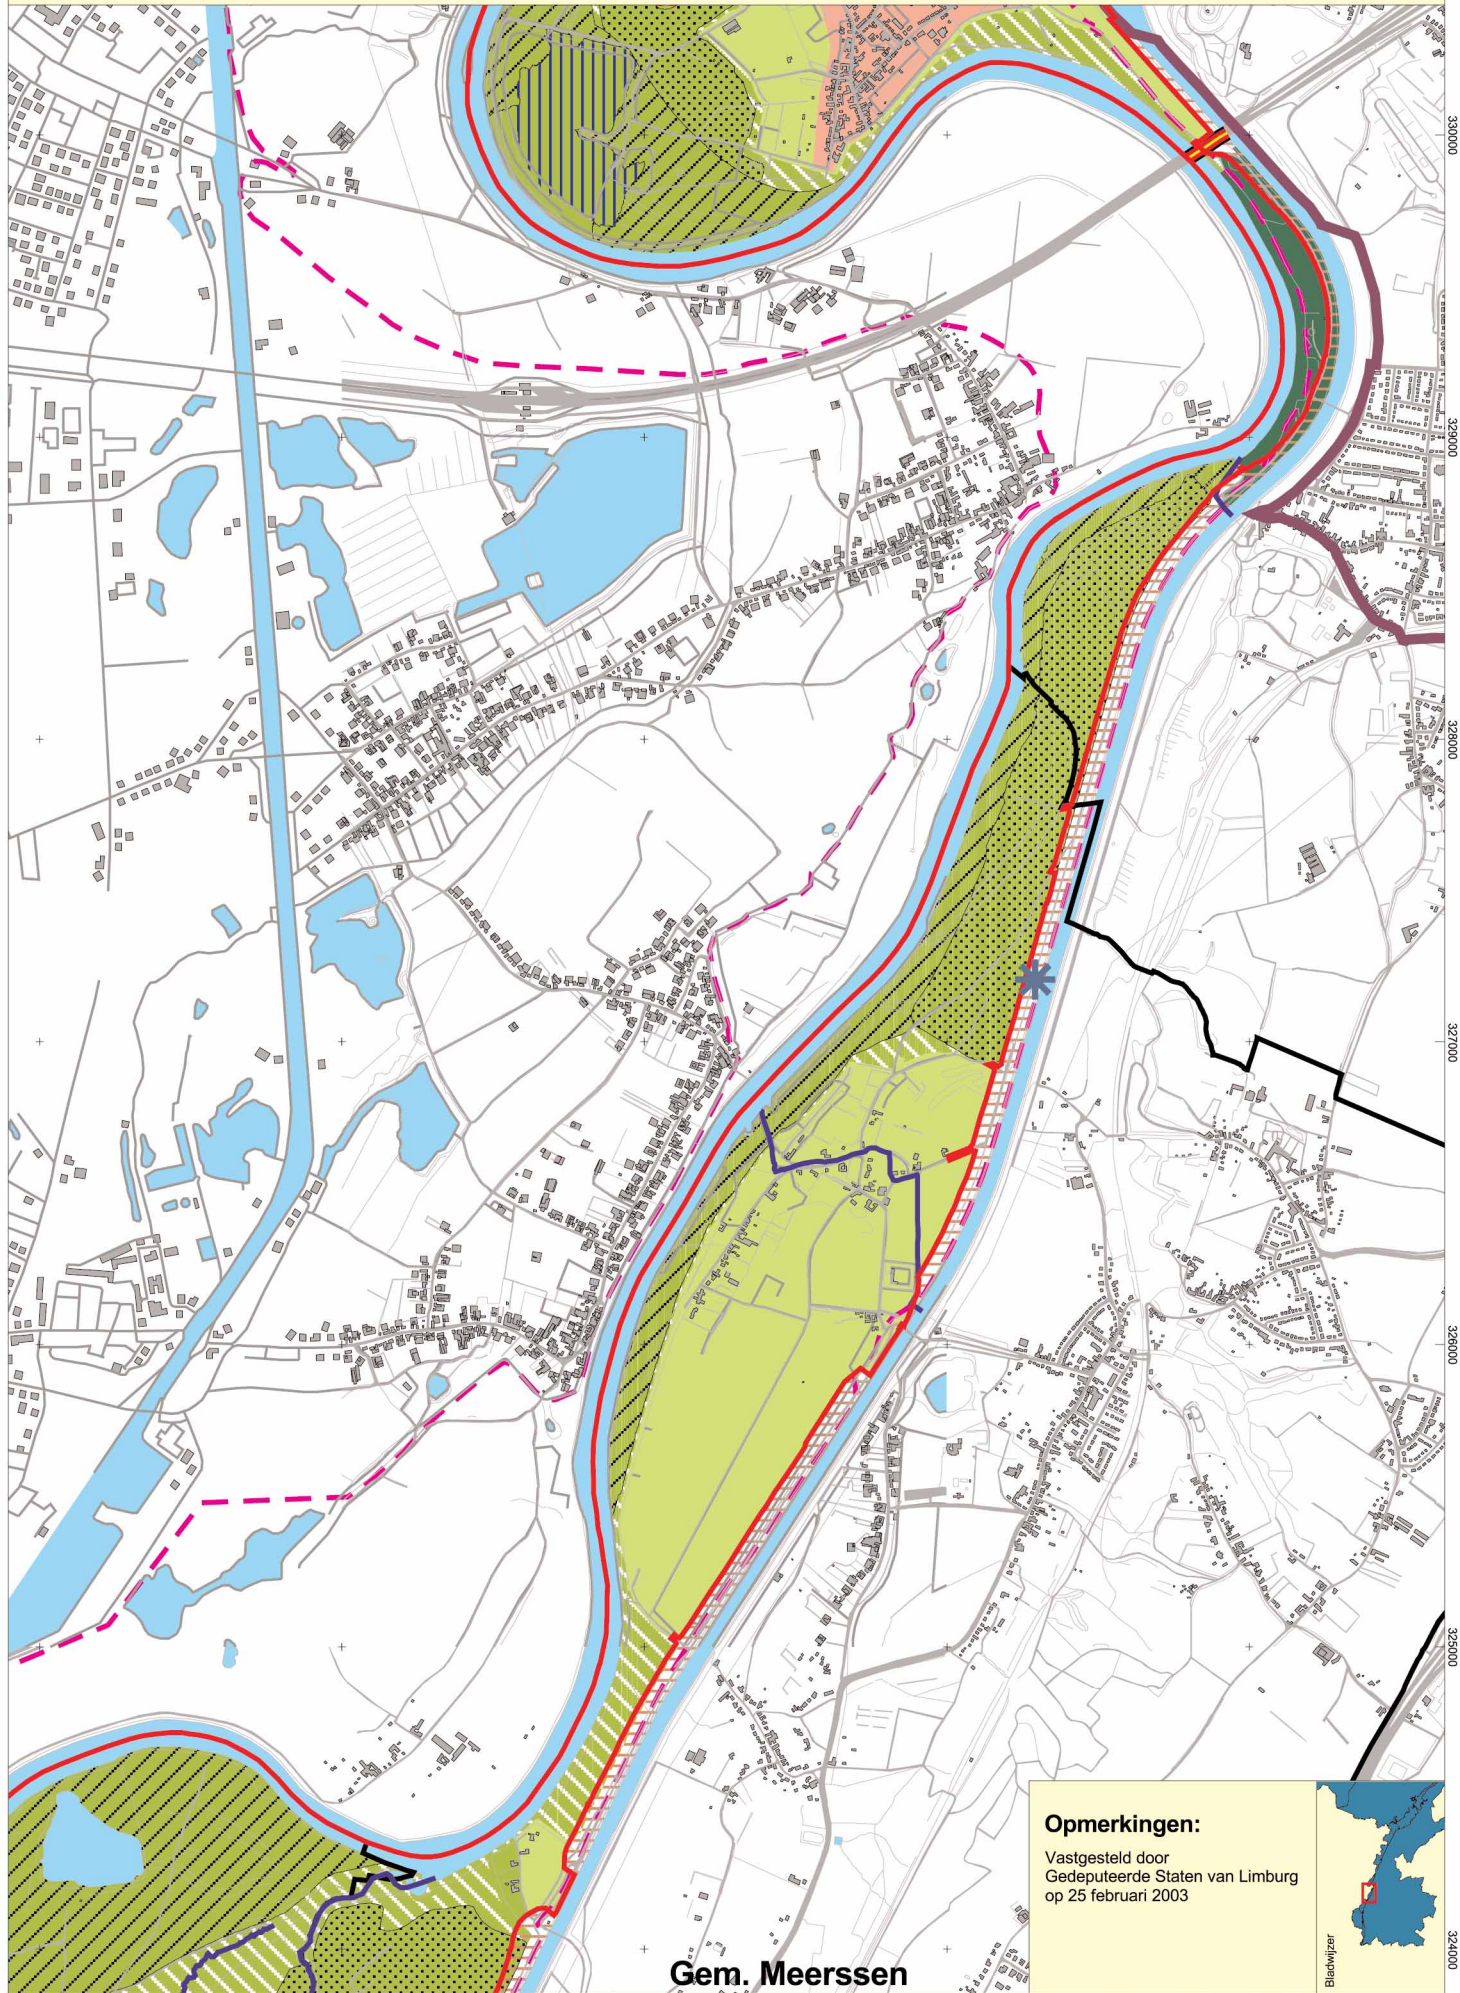 330000
329000
328000
327000
326000
325000
324000
Opmerkingen:
Vastgesteld door
Gedeputeerde Staten van Limburg
op 25 februari 2003
Bladwijzer
Gem. Meerssen